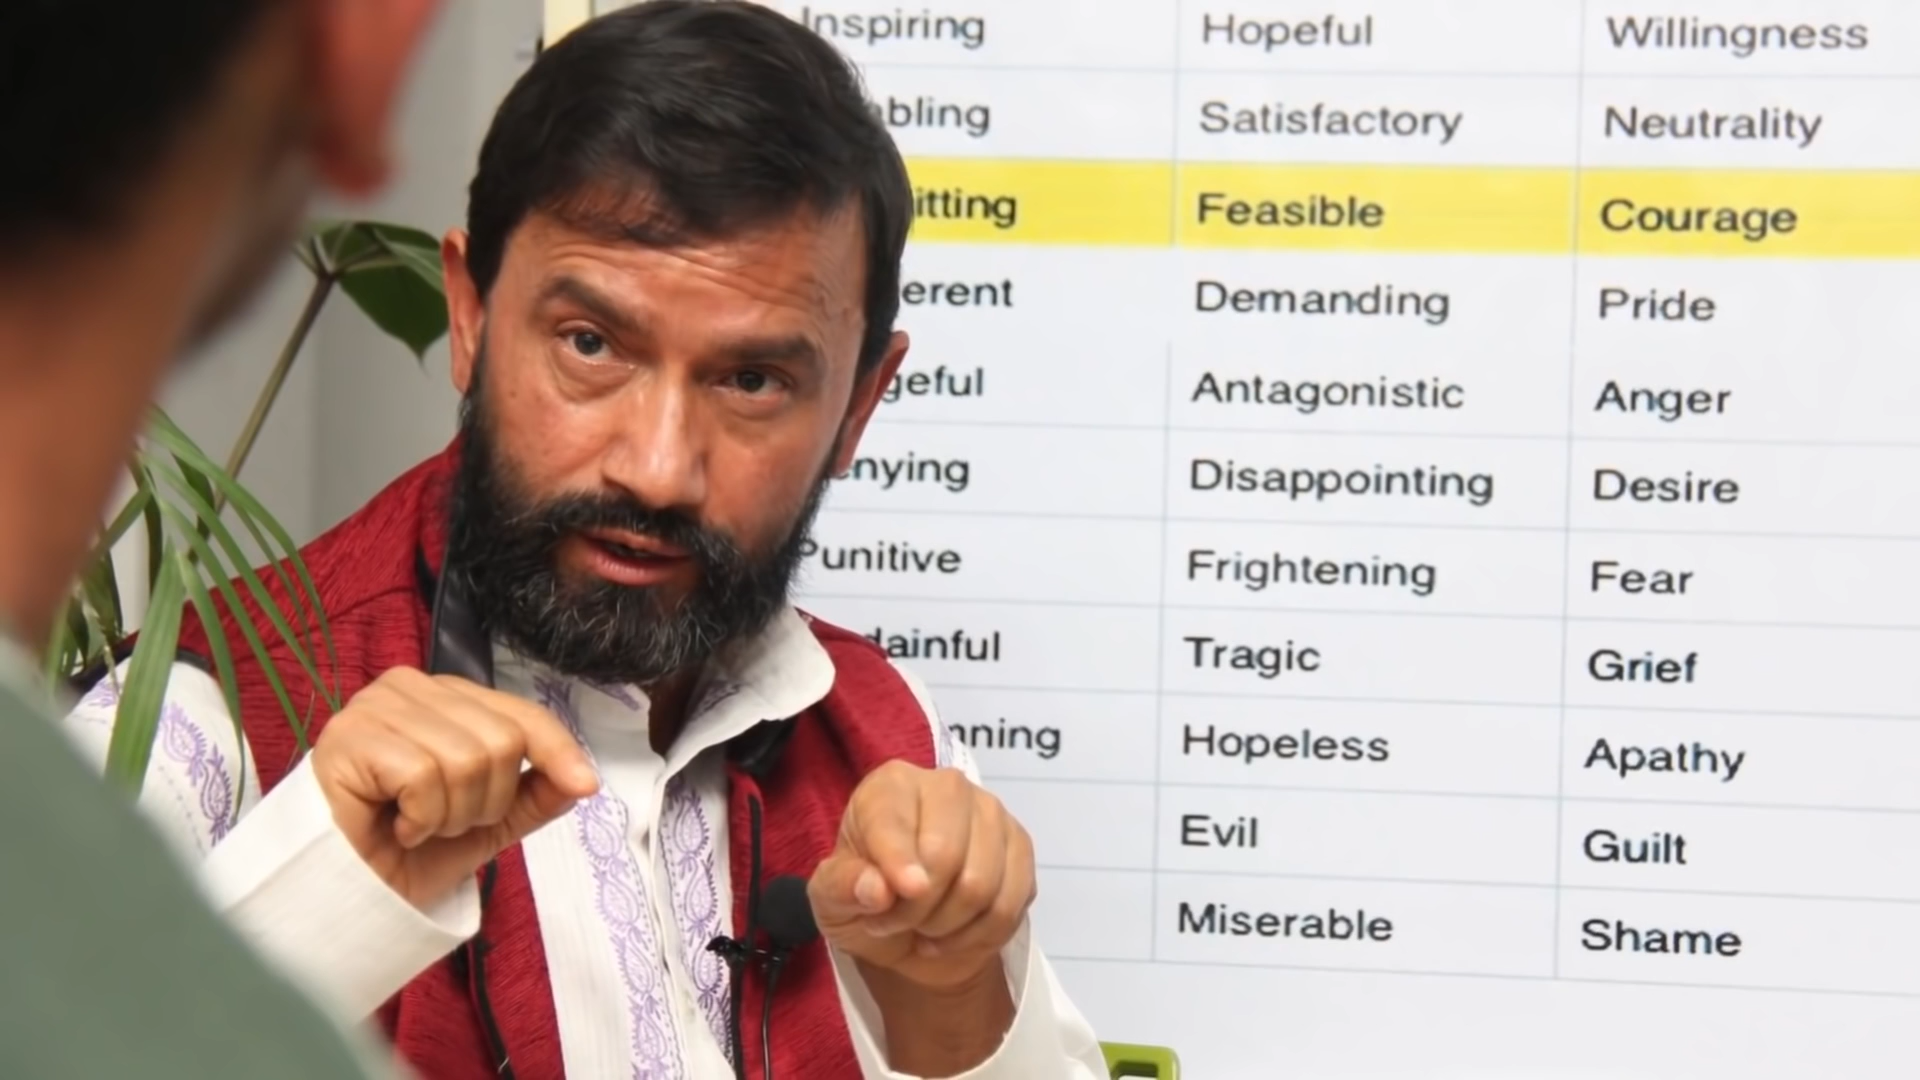 Inspiring Hopeful Willingness
Satisfactory Neutrality
Feasible Courage
Demanding Pride
Antagonistic Anger
Disappointing Desire
Punitive Frightening Fear
Tragic Grief
Hopeless Apathy
Evil Guilt
Miserable Shame